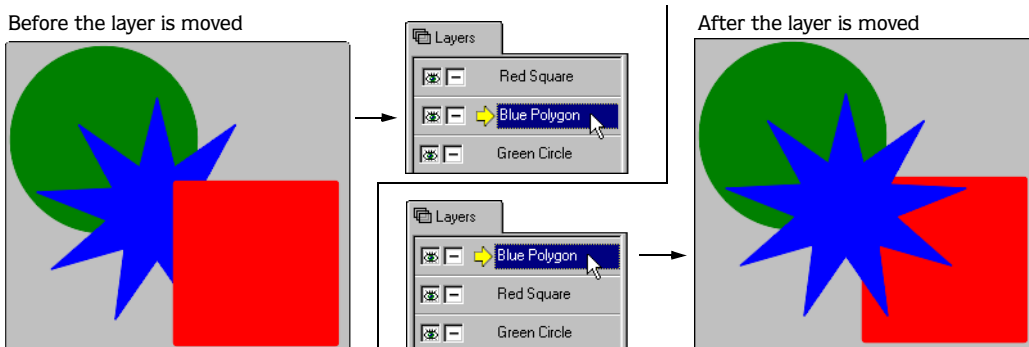 Before the layer is moved
Layers
Red Square
Blue Polygon
Green Circle
Layers
Blue Polygon
Red Square
Green Circle
After the layer is moved